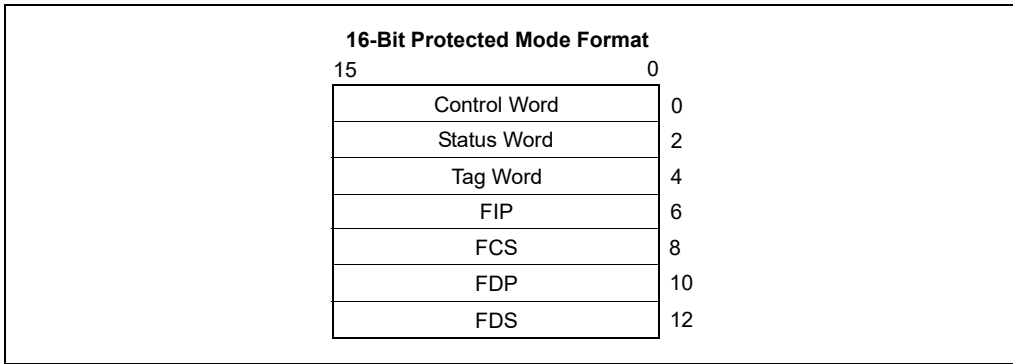 16-Bit Protected Mode Format
15 0
Control Word 0
Status Word 2
Tag Word 4
FIP 6
FCS 8
FDP 10
FDS 12